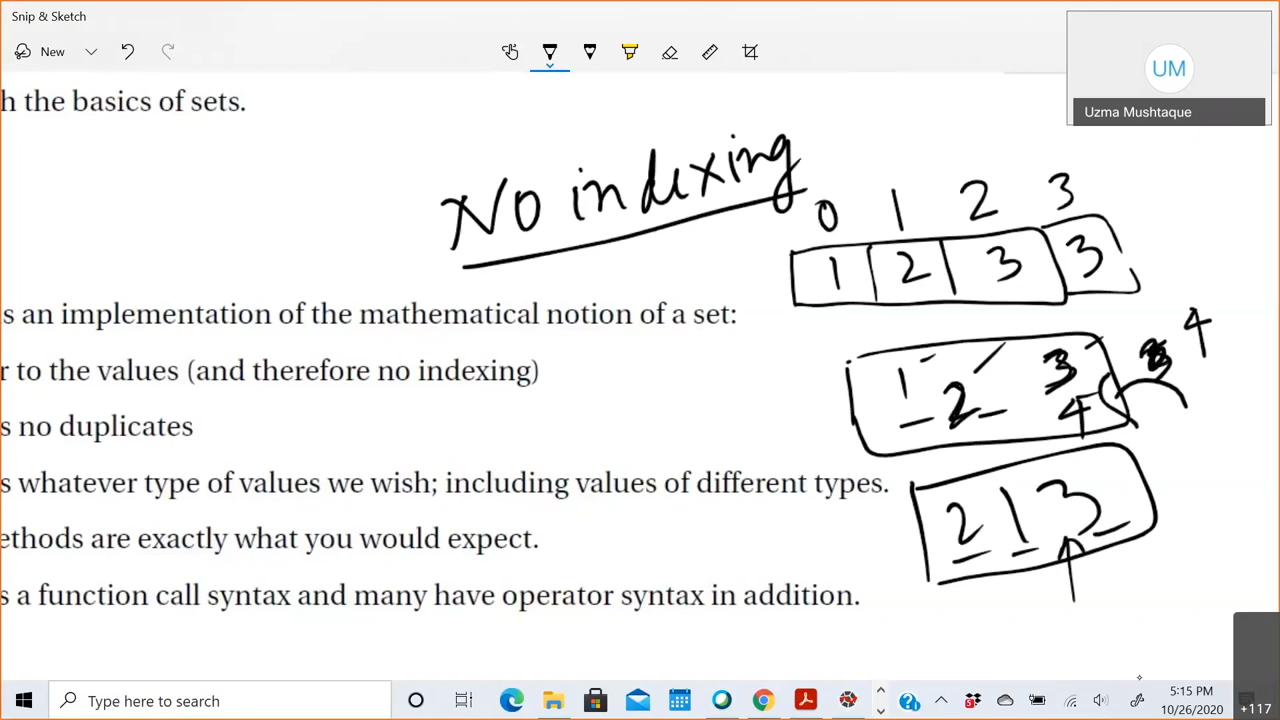 Snip & Sketch
New
UM
Uzma Mushtaque
h the basics of sets.
No indexing
0 1 2 3
1 2 3 3
s an implementation of the mathematical notion of a set:
r to the values (and therefore no indexing)
s no duplicates
s whatever type of values we wish; including values of different types.
ethods are exactly what you would expect.
s a function call syntax and many have operator syntax in addition.
1 2 3 4
4
2 1 3
Type here to search
5:15 PM
10/26/2020
+117